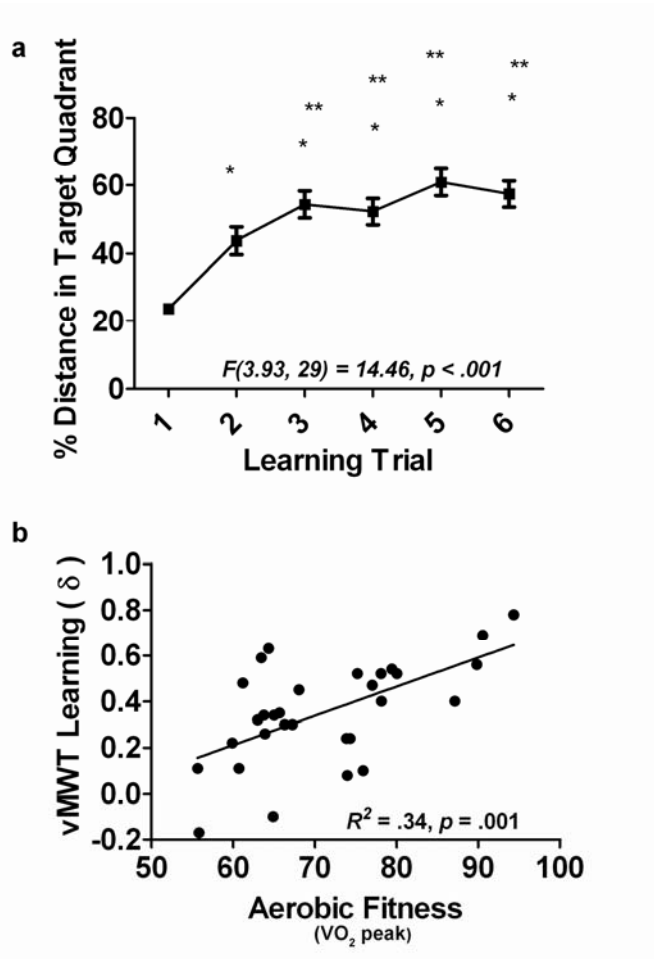 a
% Distance in Target Quadrant
**
**
**
**
*
*
*
*
*
80
60
40
20
0
F(3.93, 29) = 14.46, p < .001
1 2 3 4 5 6
Learning Trial
b
vMWT Learning ( δ )
1.0
0.8
0.6
0.4
0.2
0.0
-0.2
R² = .34, p = .001
50 60 70 80 90 100
Aerobic Fitness
(VO₂ peak)